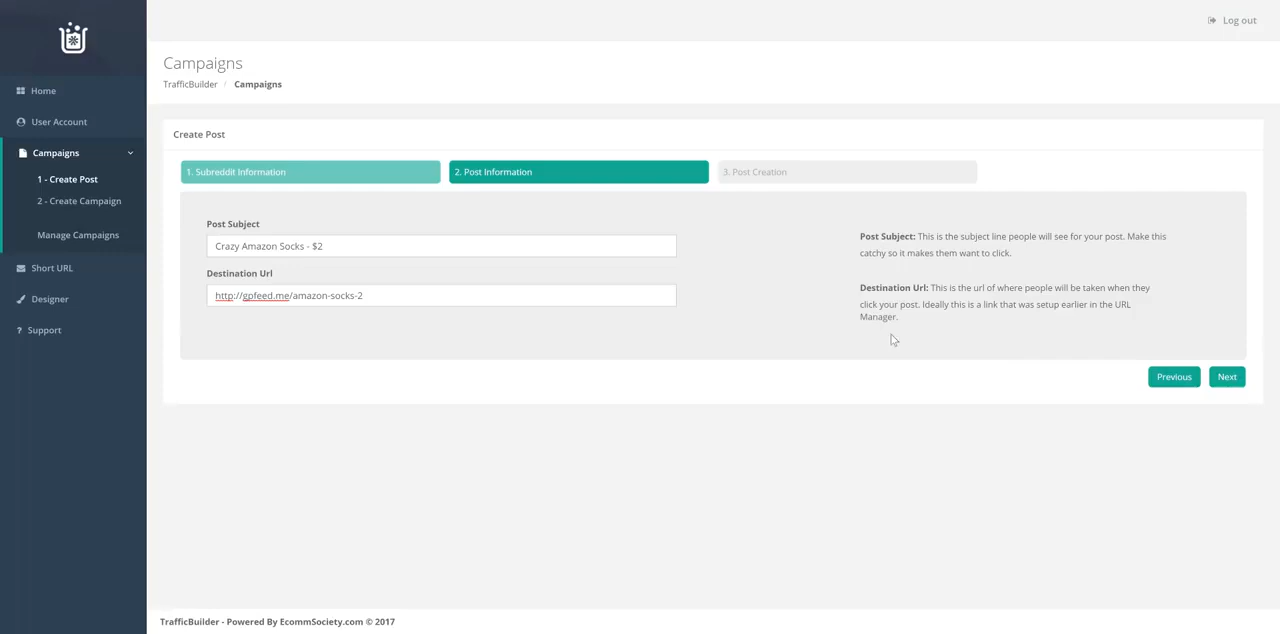 Log out
Campaigns
TrafficBuilder / Campaigns
Home
User Account
Campaigns
1 - Create Post
2 - Create Campaign
Manage Campaigns
Short URL
Designer
? Support
Create Post
1. Subreddit Information
2. Post Information
3. Post Creation
Post Subject
Crazy Amazon Socks - $2
Destination Url
http://gpfeed.me/amazon-socks-2
Post Subject: This is the subject line people will see for your post. Make this
catchy so it makes them want to click.
Destination Url: This is the url of where people will be taken when they
click your post. Ideally this is a link that was setup earlier in the URL
Manager.
Previous
Next
TrafficBuilder - Powered By EcommSociety.com © 2017